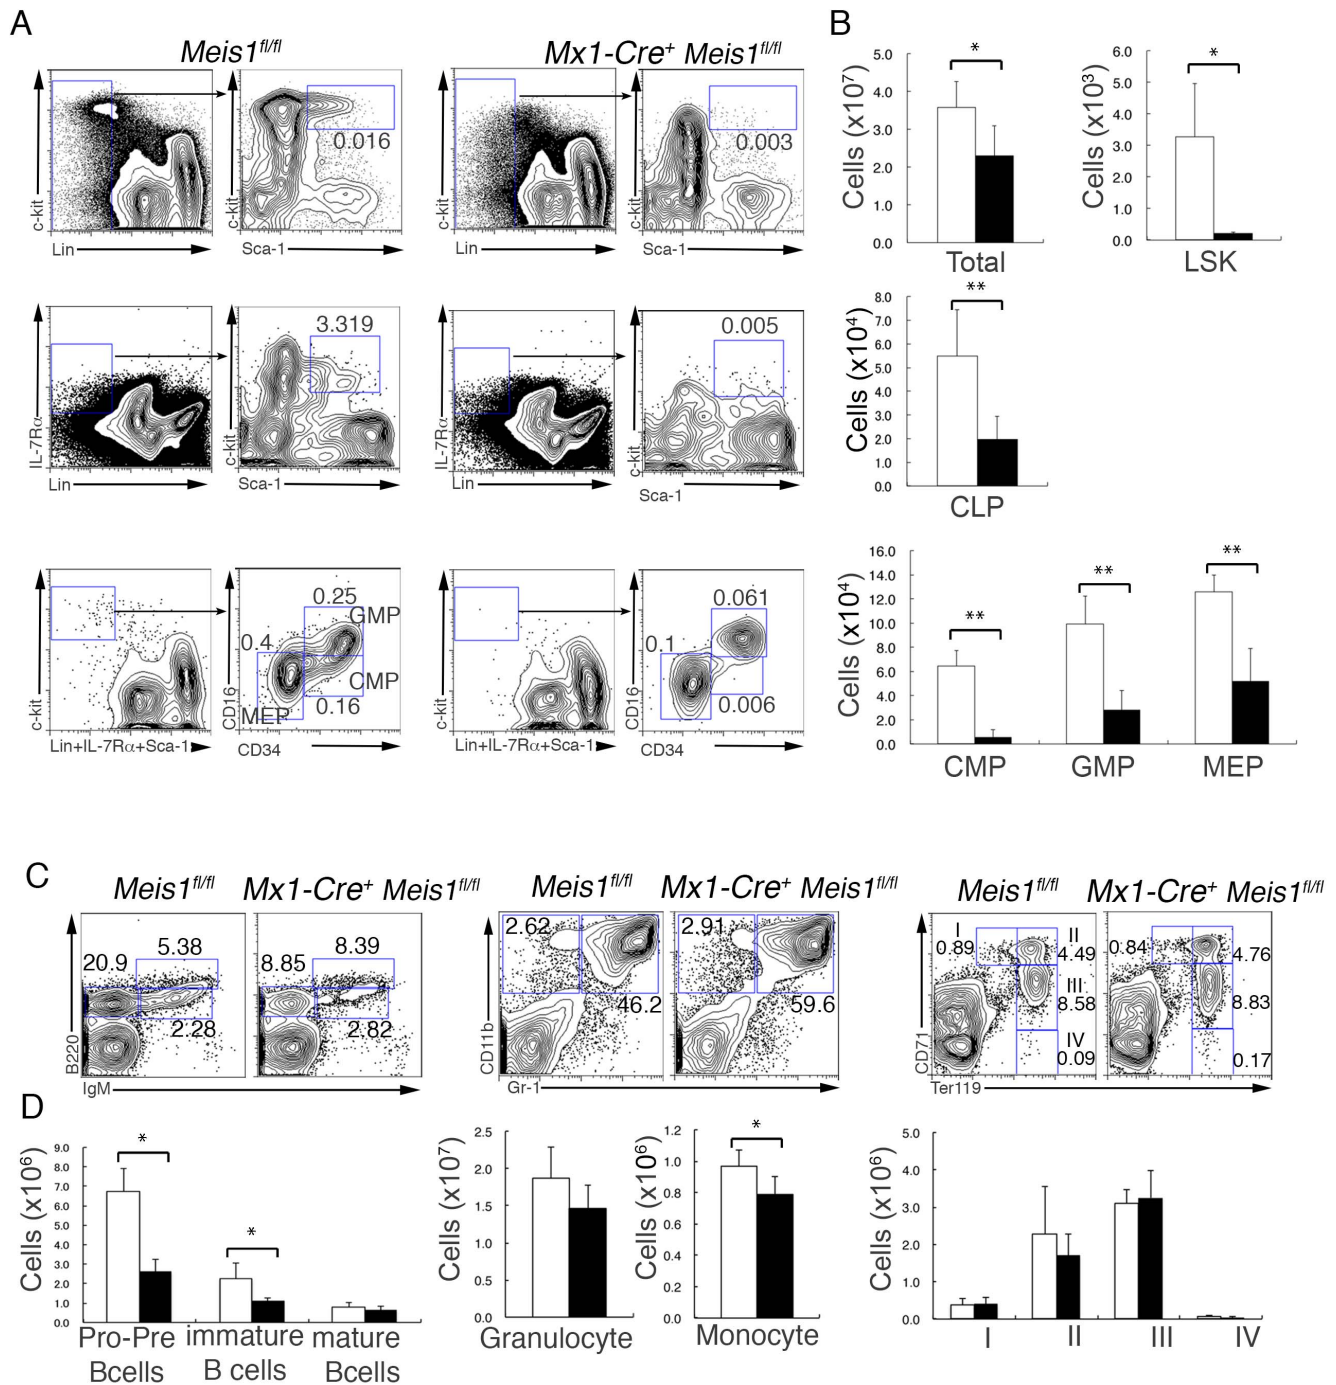 A
B
Meis1fl/fl
Mx1-Cre+ Meis1fl/fl
c-kit
Lin
c-kit
Sca-1
0.016
c-kit
Lin
c-kit
Sca-1
0.003
IL-7Rα
Lin
c-kit
Sca-1
3.319
IL-7Rα
Lin
c-kit
Sca-1
0.005
c-kit
Lin+IL-7Rα+Sca-1
CD16
CD34
0.25
GMP
0.4
CMP
0.16
MEP
c-kit
Lin+IL-7Rα+Sca-1
CD16
CD34
0.061
0.1
0.006
Cells (x10⁷)
5.0
4.0
3.0
2.0
1.0
0.0
*
Total
Cells (x10³)
6.0
5.0
4.0
3.0
2.0
1.0
0.0
*
LSK
Cells (x10⁴)
8.0
7.0
6.0
5.0
4.0
3.0
2.0
1.0
0.0
**
CLP
Cells (x10⁴)
16.0
14.0
12.0
10.0
8.0
6.0
4.0
2.0
0.0
**
**
**
CMP
GMP
MEP
C
Meis1fl/fl
Mx1-Cre+ Meis1fl/fl
B220
IgM
5.38
20.9
2.28
8.39
8.85
2.82
Meis1fl/fl
Mx1-Cre+ Meis1fl/fl
CD11b
Gr-1
2.62
46.2
2.91
59.6
Meis1fl/fl
Mx1-Cre+ Meis1fl/fl
CD71
Ter119
I
0.89
II
4.49
III
8.58
IV
0.09
0.84
4.76
8.83
0.17
D
Cells (x10⁶)
9.0
8.0
7.0
6.0
5.0
4.0
3.0
2.0
1.0
0.0
*
*
Pro-Pre
Bcells
immature
B cells
mature
Bcells
Cells (x10⁷)
2.5
2.0
1.5
1.0
0.5
0.0
Granulocyte
Cells (x10⁶)
1.2
1.0
0.8
0.6
0.4
0.2
0.0
*
Monocyte
Cells (x10⁶)
5.0
4.0
3.0
2.0
1.0
0.0
I
II
III
IV